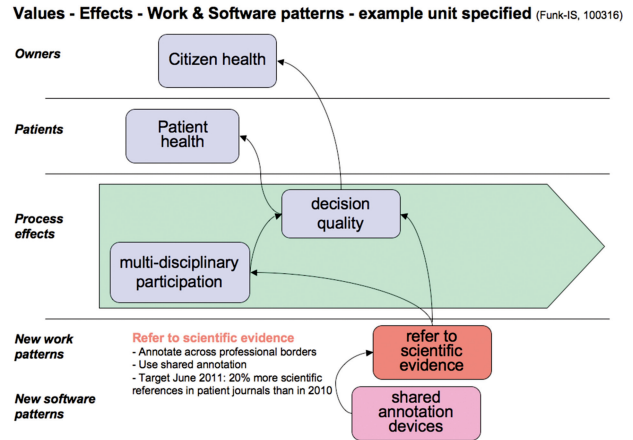 Values - Effects - Work & Software patterns - example unit specified (Funk-IS, 100316)
Owners
Citizen health
Patients
Patient
health
Process
effects
decision
quality
multi-disciplinary
participation
New work
patterns
Refer to scientific evidence
- Annotate across professional borders
- Use shared annotation
- Target June 2011: 20% more scientific
references in patient journals than in 2010
refer to
scientific
evidence
New software
patterns
shared
annotation
devices